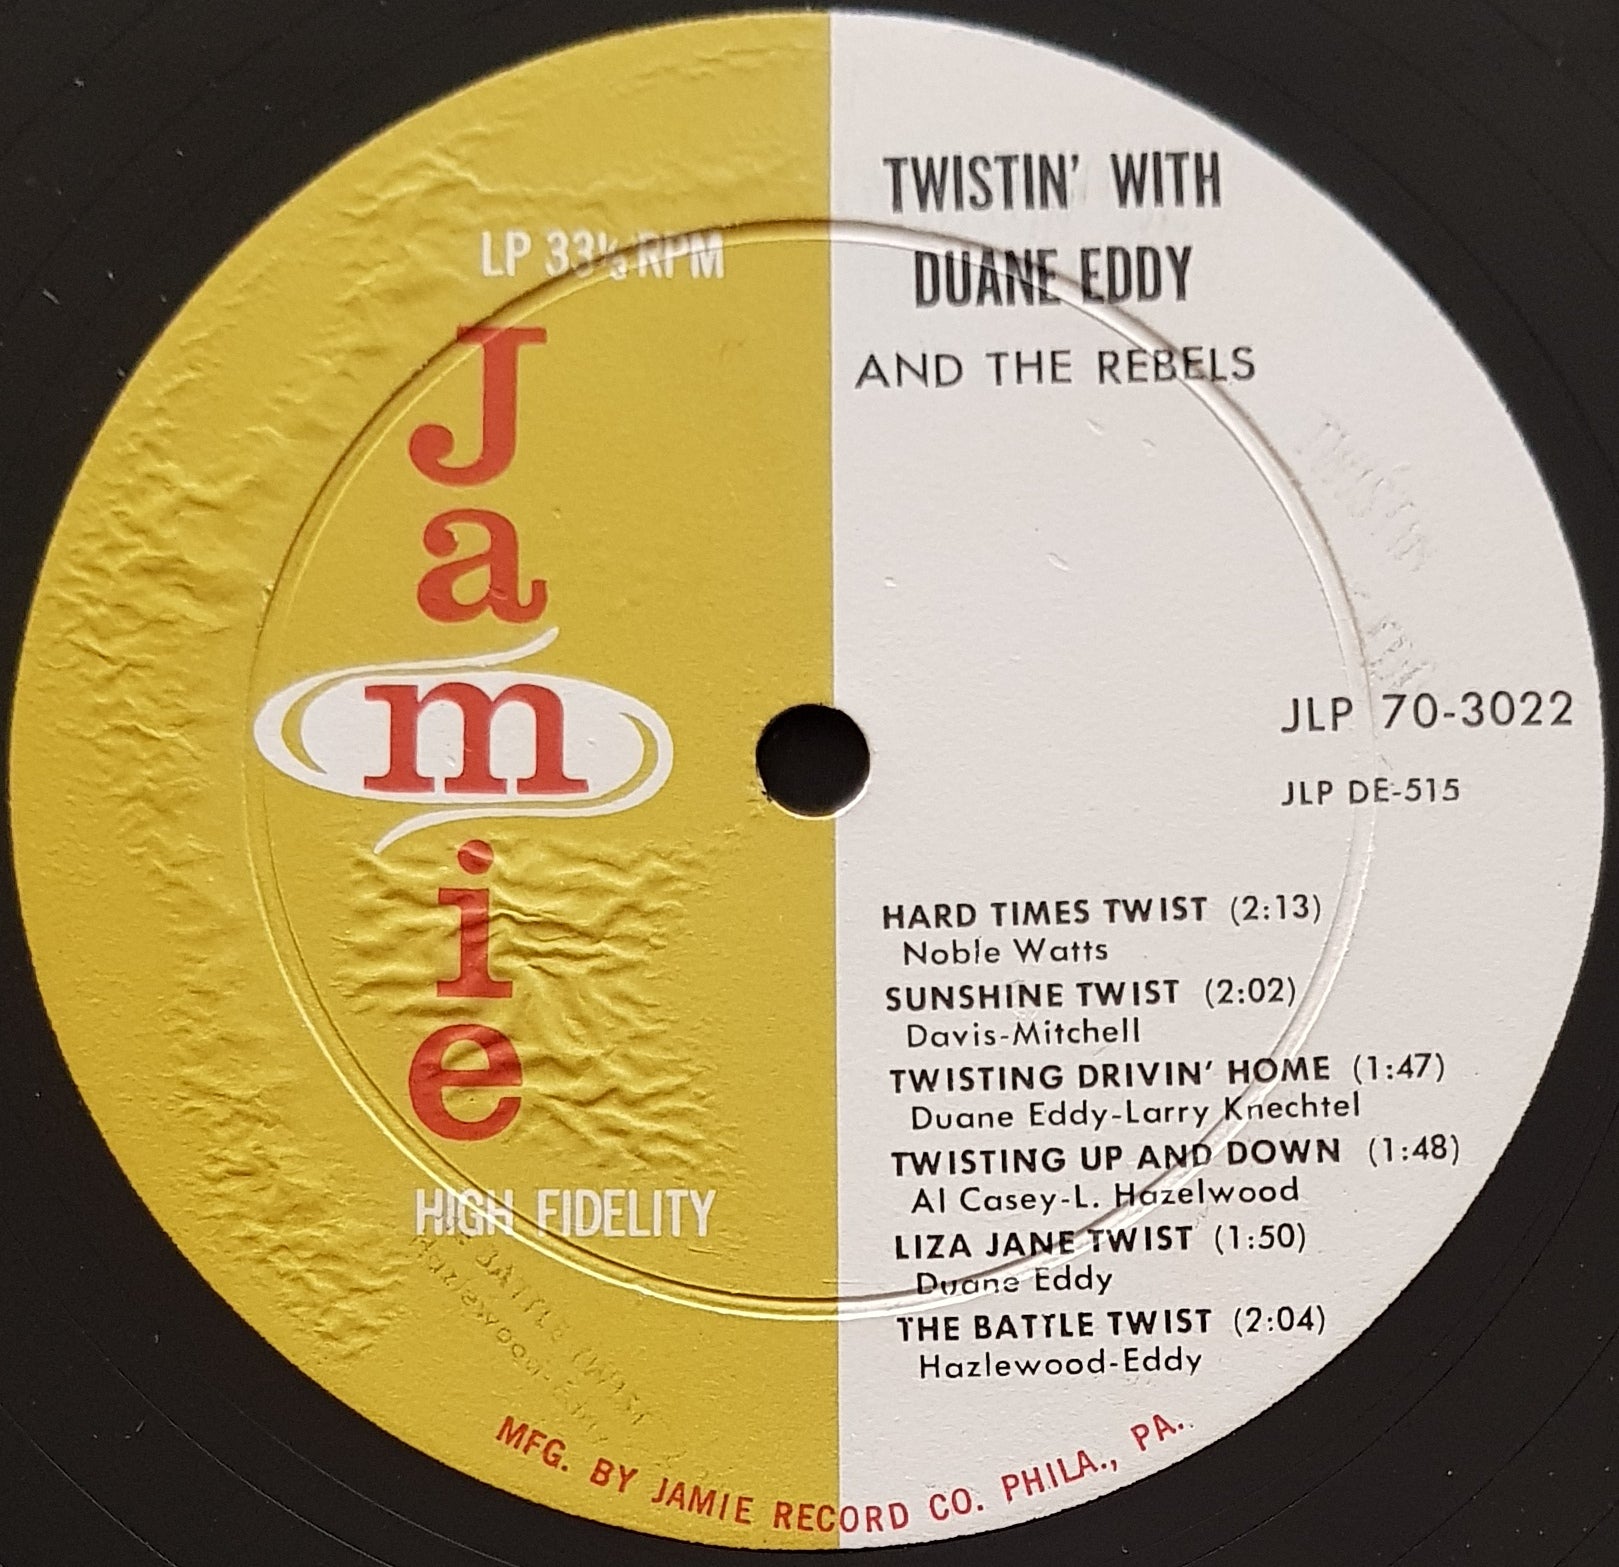 LP 33⅓ RPM
Jamie
HIGH FIDELITY
TWISTIN' WITH
DUANE EDDY
AND THE REBELS
JLP 70-3022
JLP DE-515
HARD TIMES TWIST (2:13)
Noble Watts
SUNSHINE TWIST (2:02)
Davis-Mitchell
TWISTING DRIVIN' HOME (1:47)
Duane Eddy-Larry Knechtel
TWISTING UP AND DOWN (1:48)
Al Casey-L. Hazelwood
LIZA JANE TWIST (1:50)
Duane Eddy
THE BATTLE TWIST (2:04)
Hazlewood-Eddy
MFG. BY JAMIE RECORD CO. PHILA., PA.